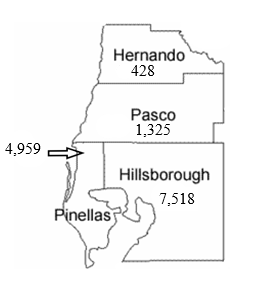 Hernando
428
Pasco
1,325
4,959
Hillsborough
7,518
Pinellas